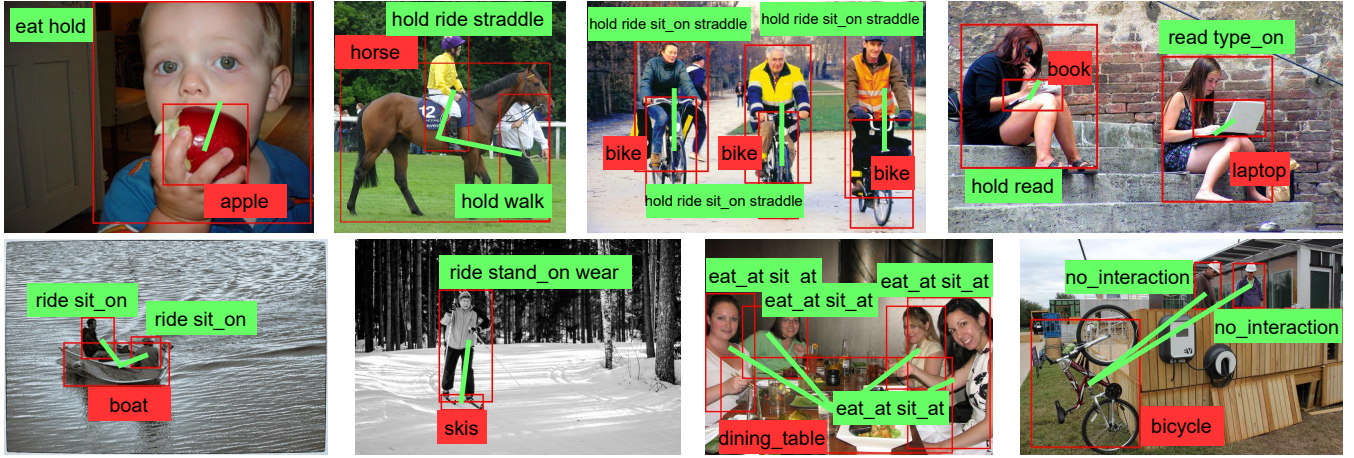 eat hold
apple
hold ride straddle
horse
12
hold walk
hold ride sit_on straddle
hold ride sit_on straddle
bike
bike
bike
hold ride sit_on straddle
read type_on
book
hold read
laptop
ride sit_on
ride sit_on
boat
ride stand_on wear
skis
eat_at sit_at
eat_at sit_at
eat_at sit_at
eat_at sit_at
dining_table
no_interaction
no_interaction
bicycle